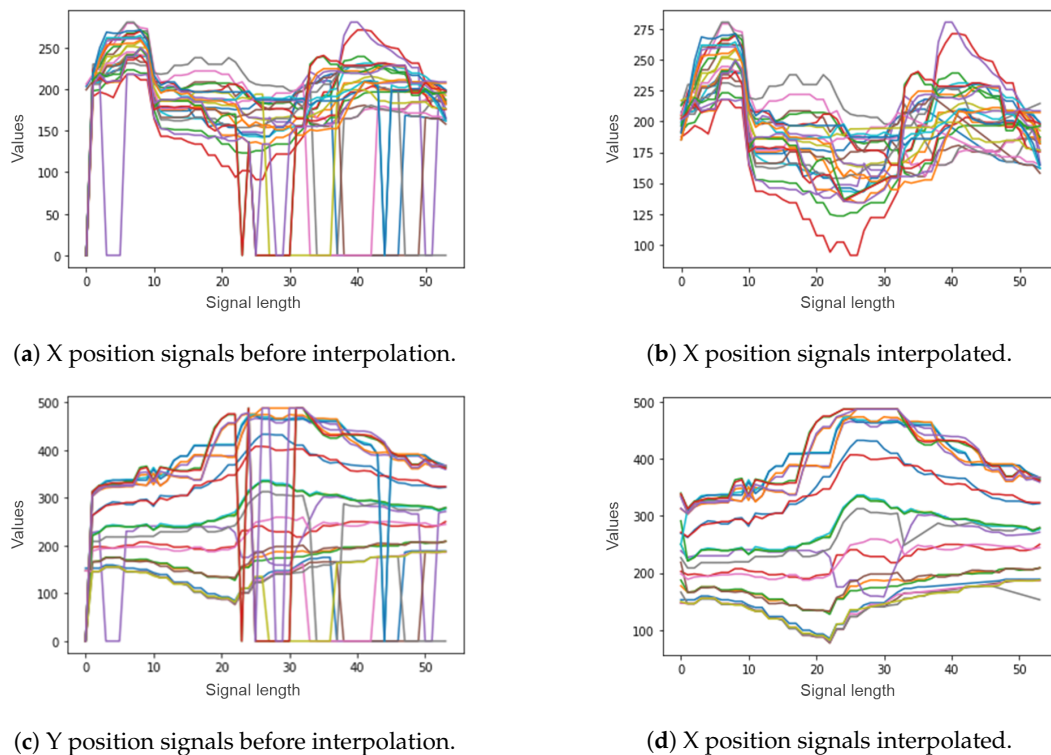 250
200
150
100
50
0
Values
0 10 20 30 40 50
Signal length
275
250
225
200
175
150
125
100
Values
0 10 20 30 40 50
Signal length
(a) X position signals before interpolation.
(b) X position signals interpolated.
500
400
300
200
100
0
Values
0 10 20 30 40 50
Signal length
500
400
300
200
100
Values
0 10 20 30 40 50
Signal length
(c) Y position signals before interpolation.
(d) X position signals interpolated.